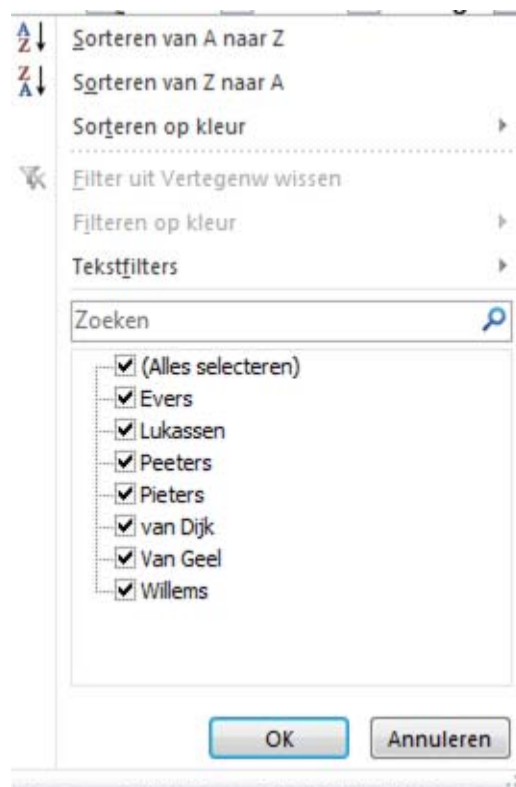 Sorteren van A naar Z
Sorteren van Z naar A
Sorteren op kleur
Filter uit Vertegenw wissen
Filteren op kleur
Tekstfilters
Zoeken
(Alles selecteren)
Evers
Lukassen
Peeters
Pieters
van Dijk
Van Geel
Willems
OK Annuleren